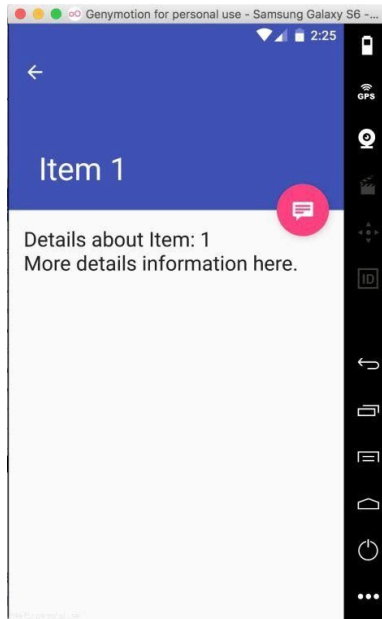 Genymotion for personal use - Samsung Galaxy S6 -...
2:25
GPS
Item 1
ID
Details about Item: 1
More details information here.